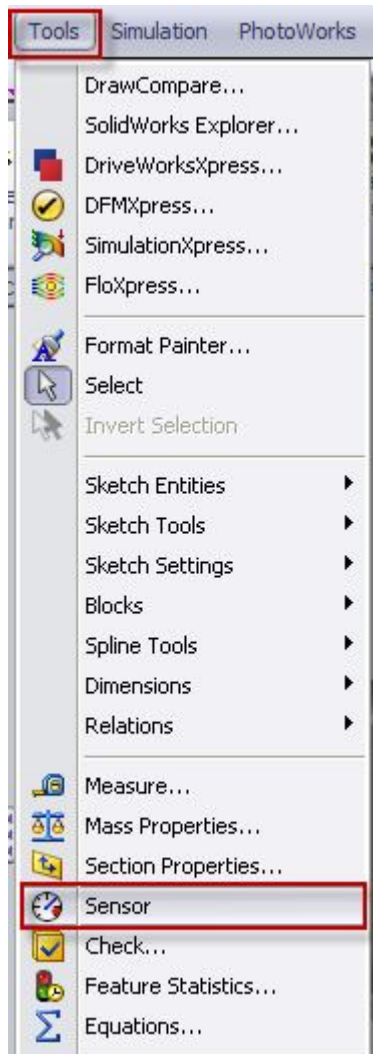 Tools Simulation PhotoWorks
DrawCompare...
SolidWorks Explorer...
DriveWorksXpress...
DFMXpress...
SimulationXpress...
FloXpress...
Format Painter...
Select
Invert Selection
Sketch Entities
Sketch Tools
Sketch Settings
Blocks
Spline Tools
Dimensions
Relations
Measure...
Mass Properties...
Section Properties...
Sensor
Check...
Feature Statistics...
Equations...